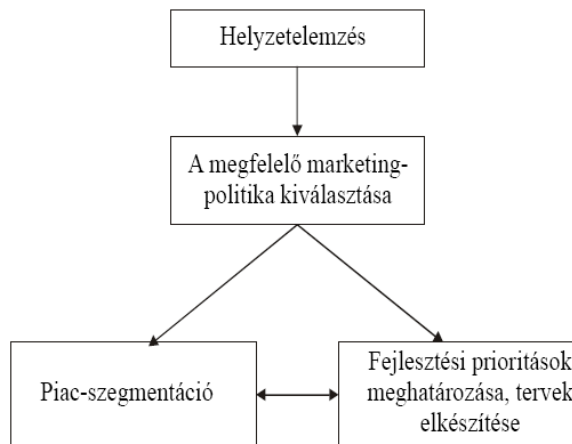 Helyzetelemzés
A megfelelő marketing-
politika kiválasztása
Piac-szegmentáció
Fejlesztési prioritások
meghatározása, tervek
elkészítése